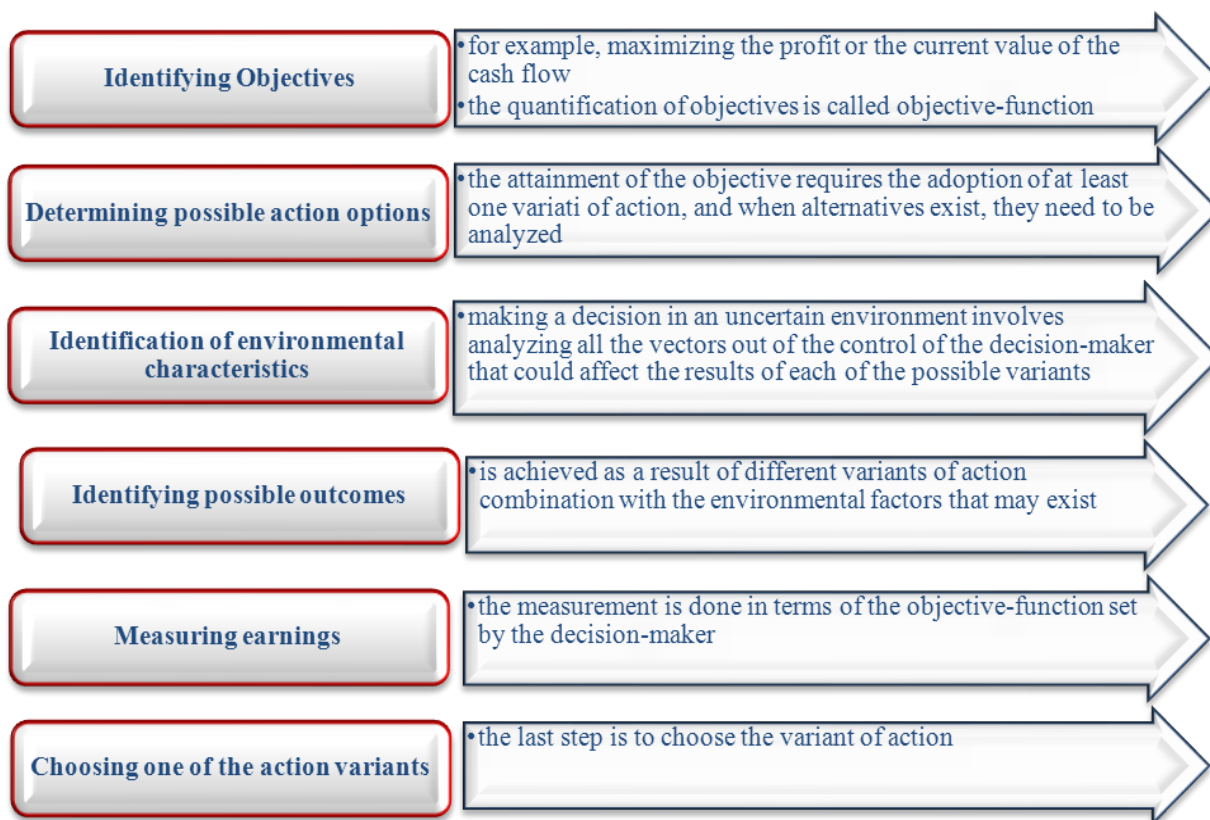 Identifying Objectives
•for example, maximizing the profit or the current value of the
cash flow
•the quantification of objectives is called objective-function
Determining possible action options
•the attainment of the objective requires the adoption of at least
one variati of action, and when alternatives exist, they need to be
analyzed
Identification of environmental
characteristics
•making a decision in an uncertain environment involves
analyzing all the vectors out of the control of the decision-maker
that could affect the results of each of the possible variants
Identifying possible outcomes
•is achieved as a result of different variants of action
combination with the environmental factors that may exist
Measuring earnings
•the measurement is done in terms of the objective-function set
by the decision-maker
Choosing one of the action variants
•the last step is to choose the variant of action